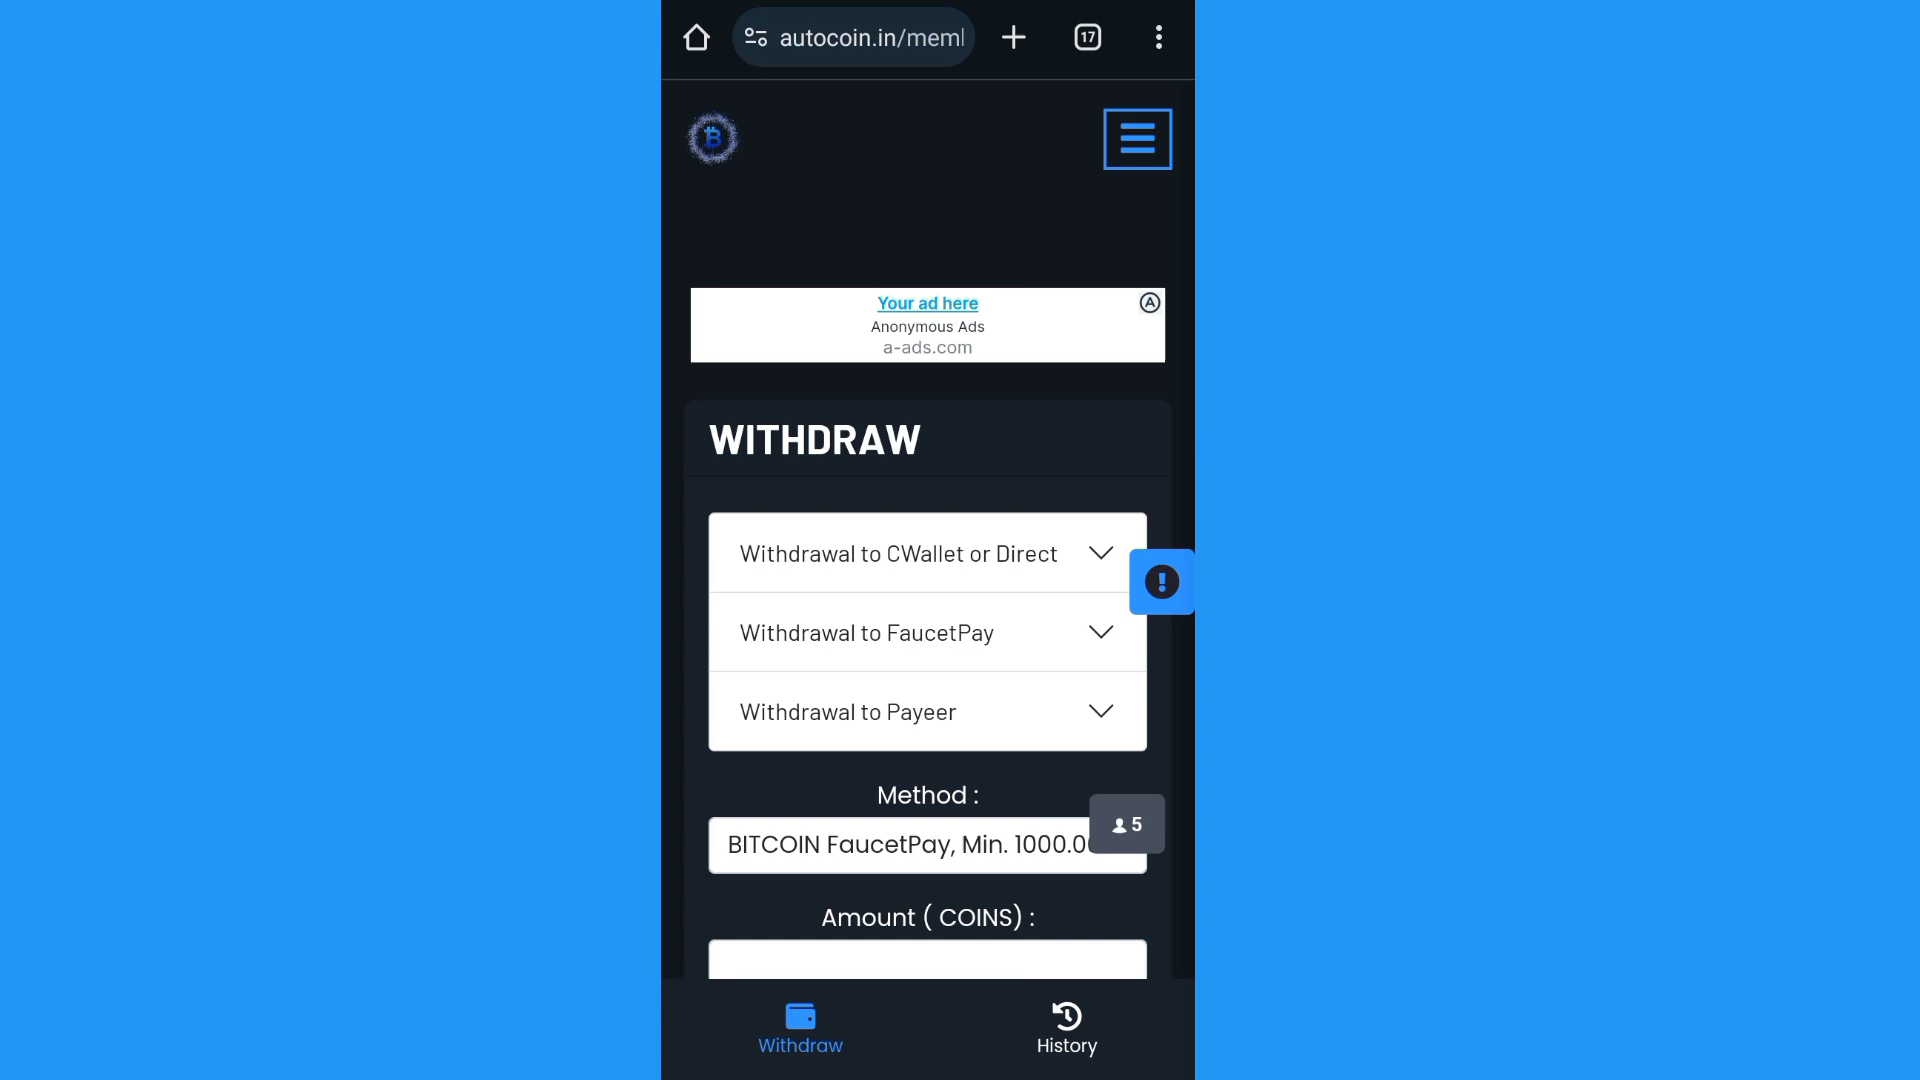 autocoin.in/meml
17
Your ad here
Anonymous Ads
a-ads.com
WITHDRAW
Withdrawal to CWallet or Direct
Withdrawal to FaucetPay
Withdrawal to Payeer
Method :
5
BITCOIN FaucetPay, Min. 1000.0
Amount ( COINS) :
Withdraw
History